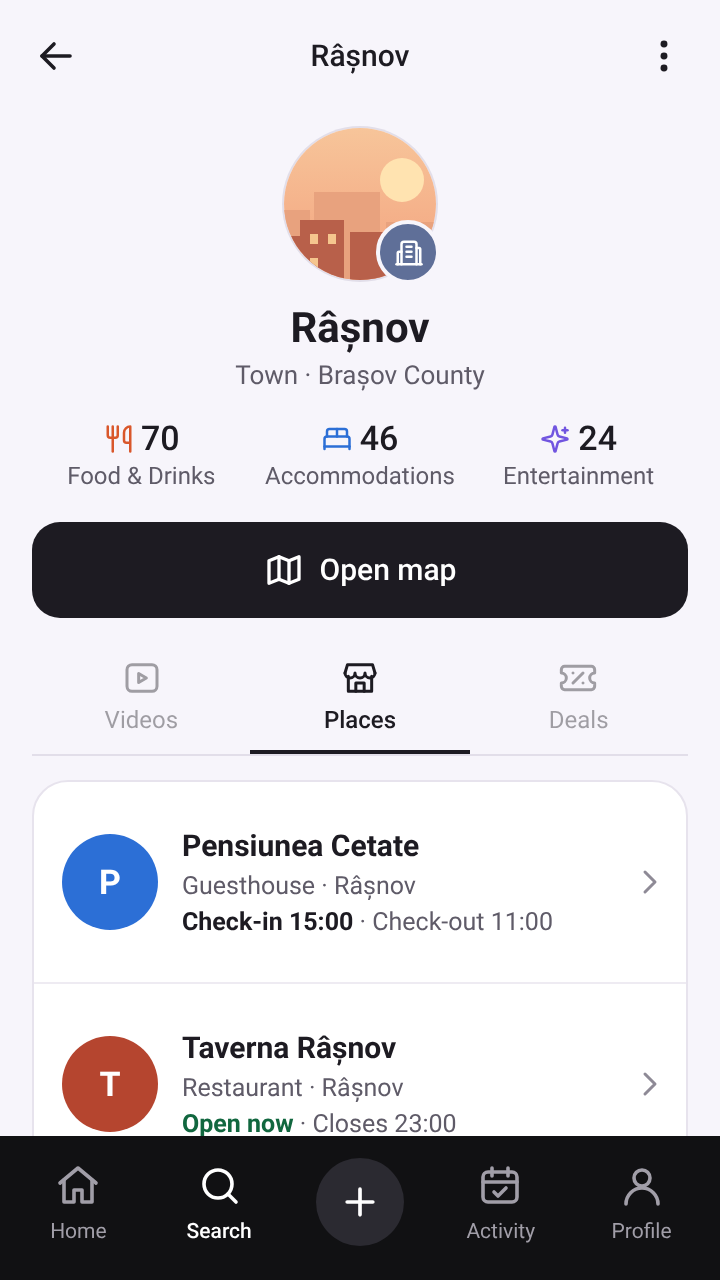 Râșnov
Râșnov
Town · Brașov County
70
Food & Drinks
46
Accommodations
24
Entertainment
Open map
Videos
Places
Deals
P
Pensiunea Cetate
Guesthouse · Râșnov
Check-in 15:00 · Check-out 11:00
T
Taverna Râșnov
Restaurant · Râșnov
Open now · Closes 23:00
Home
Search
Activity
Profile